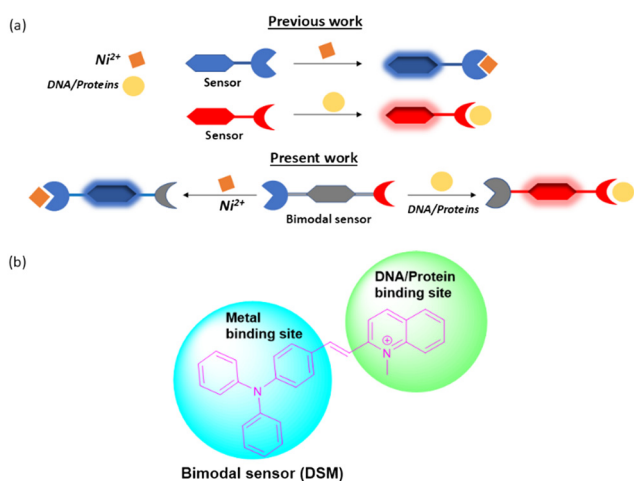 (a)
Previous work
Ni2+
DNA/Proteins
Sensor
Sensor
Present work
Ni2+
Bimodal sensor
DNA/Proteins
(b)
DNA/Protein
binding site
Metal
binding site
N
N
+
Bimodal sensor (DSM)